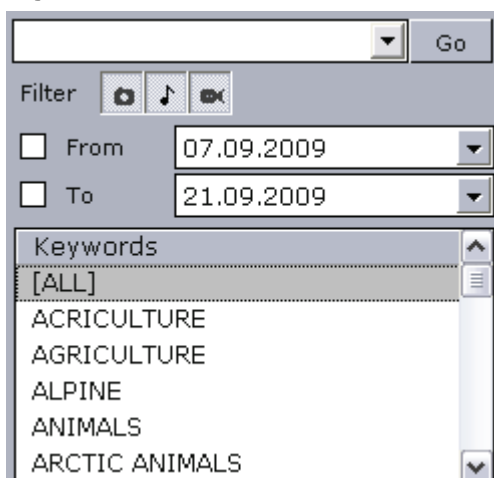 Go
Filter
From 07.09.2009
To 21.09.2009
Keywords
[ALL]
ACRICULTURE
AGRICULTURE
ALPINE
ANIMALS
ARCTIC ANIMALS